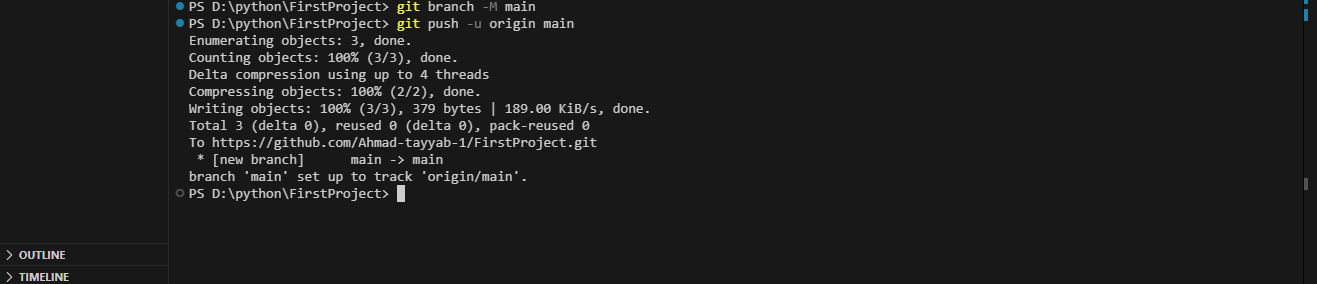 PS D:\python\FirstProject> git branch -M main
PS D:\python\FirstProject> git push -u origin main
Enumerating objects: 3, done.
Counting objects: 100% (3/3), done.
Delta compression using up to 4 threads
Compressing objects: 100% (2/2), done.
Writing objects: 100% (3/3), 379 bytes | 189.00 KiB/s, done.
Total 3 (delta 0), reused 0 (delta 0), pack-reused 0
To https://github.com/Ahmad-tayyab-1/FirstProject.git
 * [new branch]      main -> main
branch 'main' set up to track 'origin/main'.
PS D:\python\FirstProject>
OUTLINE
TIMELINE